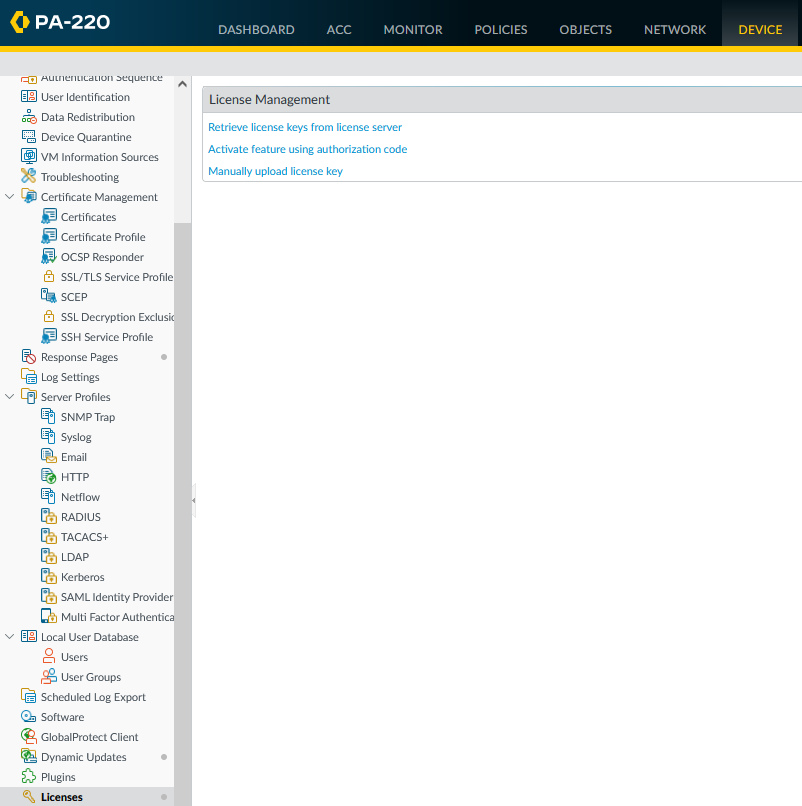 PA-220
DASHBOARD
ACC
MONITOR
POLICIES
OBJECTS
NETWORK
DEVICE
Authentication Sequence
User Identification
Data Redistribution
Device Quarantine
VM Information Sources
Troubleshooting
Certificate Management
Certificates
Certificate Profile
OCSP Responder
SSL/TLS Service Profile
SCEP
SSL Decryption Exclusio
SSH Service Profile
Response Pages
Log Settings
Server Profiles
SNMP Trap
Syslog
Email
HTTP
Netflow
RADIUS
TACACS+
LDAP
Kerberos
SAML Identity Provider
Multi Factor Authentica
Local User Database
Users
User Groups
Scheduled Log Export
Software
GlobalProtect Client
Dynamic Updates
Plugins
Licenses
License Management
Retrieve license keys from license server
Activate feature using authorization code
Manually upload license key